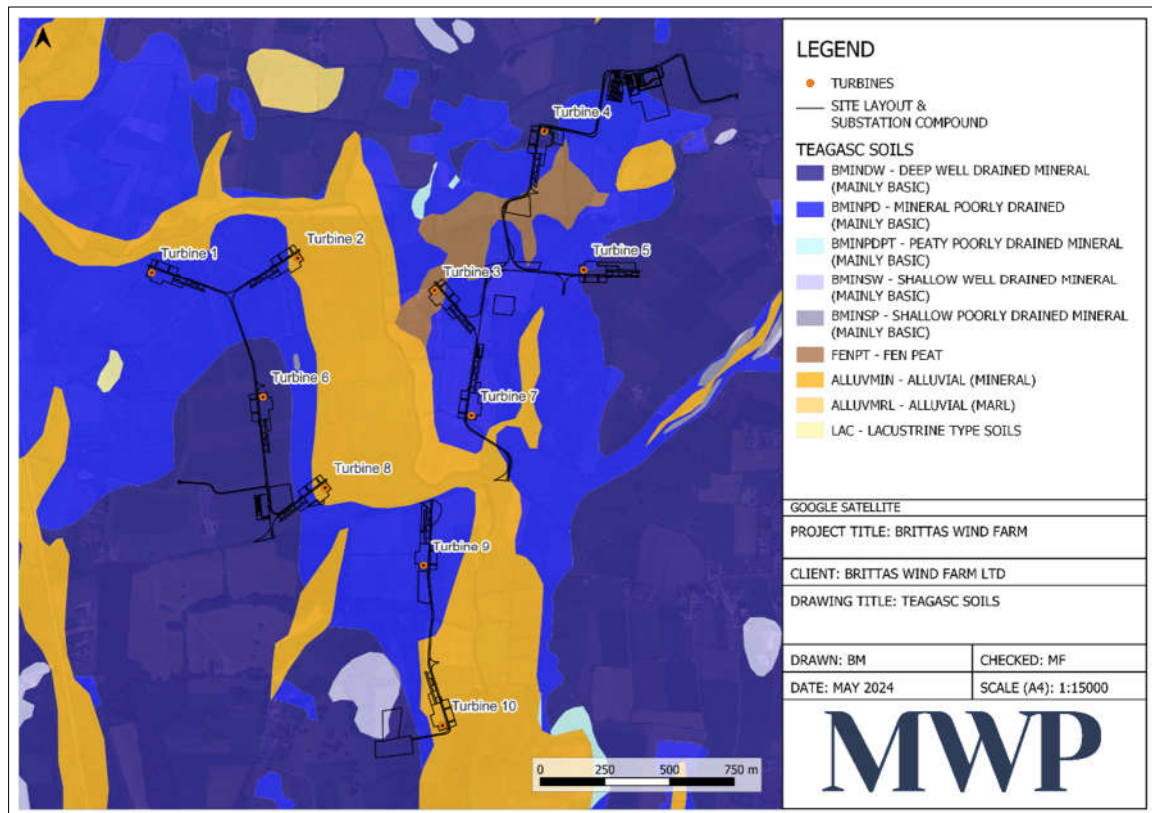 Turbine 4
Turbine 2
Turbine 1
Turbine 5
Turbine 3
Turbine 6
Turbine 7
Turbine 8
Turbine 9
Turbine 10
0 250 500 750 m
LEGEND
TURBINES
SITE LAYOUT &
SUBSTATION COMPOUND
TEAGASC SOILS
BMINDW - DEEP WELL DRAINED MINERAL
(MAINLY BASIC)
BMINPD - MINERAL POORLY DRAINED
(MAINLY BASIC)
BMINPDPT - PEATY POORLY DRAINED MINERAL
(MAINLY BASIC)
BMINSW - SHALLOW WELL DRAINED MINERAL
(MAINLY BASIC)
BMINSP - SHALLOW POORLY DRAINED MINERAL
(MAINLY BASIC)
FENPT - FEN PEAT
ALLUVMIN - ALLUVIAL (MINERAL)
ALLUVMRL - ALLUVIAL (MARL)
LAC - LACUSTRINE TYPE SOILS
GOOGLE SATELLITE
PROJECT TITLE: BRITTAS WIND FARM
CLIENT: BRITTAS WIND FARM LTD
DRAWING TITLE: TEAGASC SOILS
DRAWN: BM
CHECKED: MF
DATE: MAY 2024
SCALE (A4): 1:15000
MWP